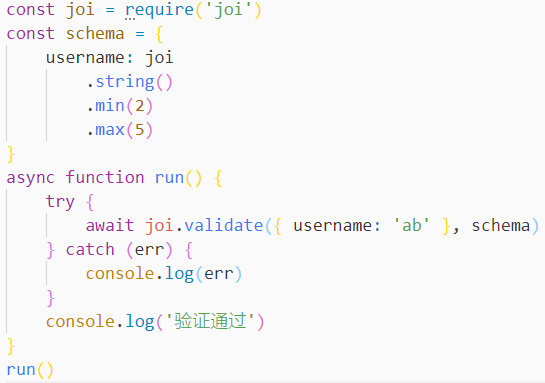 const joi = require('joi')
const schema = {
    username: joi
        .string()
        .min(2)
        .max(5)
}
async function run() {
    try {
        await joi.validate({ username: 'ab' }, schema)
    } catch (err) {
        console.log(err)
    }
    console.log('验证通过')
}
run()